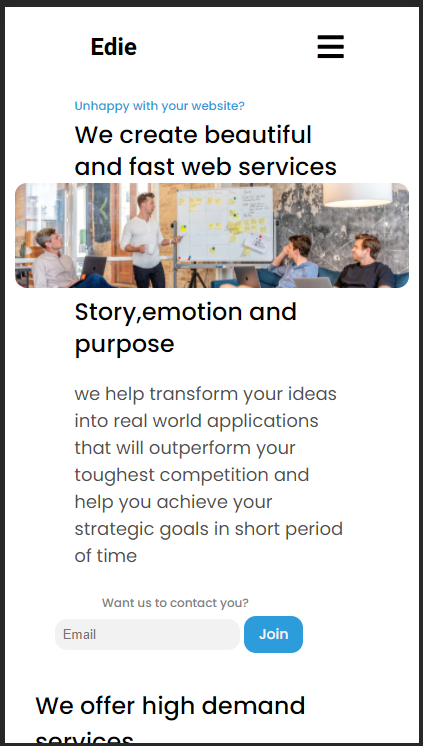 Edie
Unhappy with your website?
We create beautiful
and fast web services
Story,emotion and
purpose
we help transform your ideas
into real world applications
that will outperform your
toughest competition and
help you achieve your
strategic goals in short period
of time
Want us to contact you?
Email
Join
We offer high demand
services